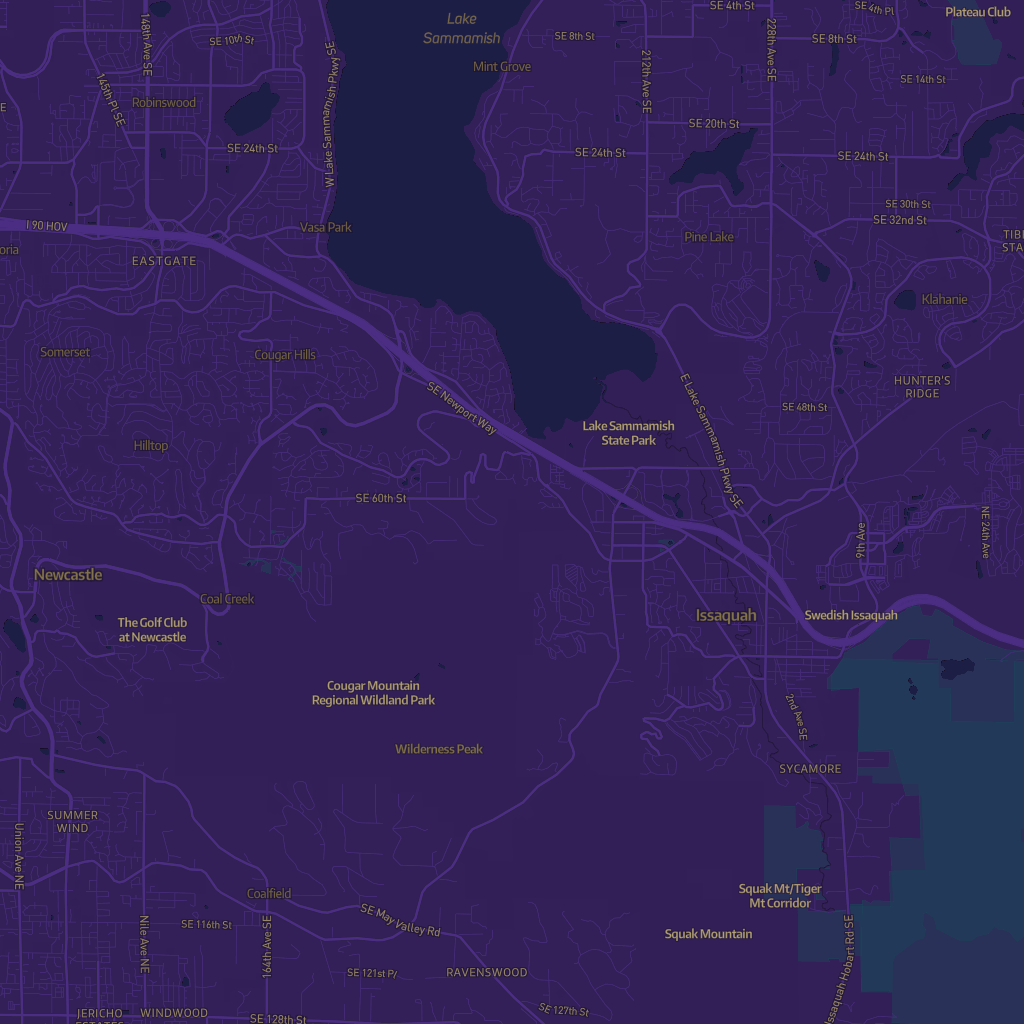 SE 4th St
SE 4th Pl
Plateau Club
Lake
Sammamish
148th Ave SE
SE 10th St
SE 8th St
SE 8th St
228th Ave SE
W Lake Sammamish Pkwy SE
Mint Grove
212th Ave SE
SE 14th St
145th Pl SE
Robinswood
E
SE 20th St
SE 24th St
SE 24th St
SE 24th St
SE 30th St
SE 32nd St
I 90 HOV
Vasa Park
Pine Lake
TIBB
STA
oria
EASTGATE
Klahanie
Somerset
Cougar Hills
HUNTER'S
RIDGE
SE Newport Way
E Lake Sammamish Pkwy SE
SE 48th St
Lake Sammamish
State Park
Hilltop
SE 60th St
9th Ave
NE 24th Ave
Newcastle
Coal Creek
The Golf Club
at Newcastle
Issaquah
Swedish Issaquah
Cougar Mountain
Regional Wildland Park
2nd Ave SE
Wilderness Peak
SYCAMORE
SUMMER
WIND
Union Ave NE
Coalfield
Squak Mt/Tiger
Mt Corridor
SE May Valley Rd
SE 116th St
Nile Ave NE
164th Ave SE
Squak Mountain
Issaquah Hobart Rd SE
SE 121st Pl
RAVENSWOOD
JERICHO
ESTATES
WINDWOOD
SE 128th St
SE 127th St